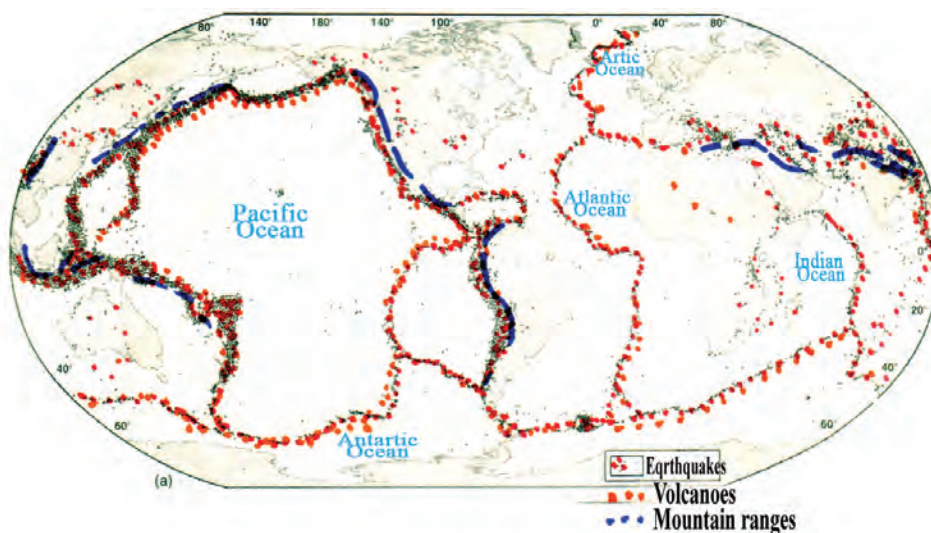 80°
140°
180°
140°
100°
0°
40°
80°
Artic
Ocean
Pacific
Ocean
Atlantic
Ocean
Indian
Ocean
0°
20°
40°
40°
60°
60°
Antartic
Ocean
(a)
Eqrthquakes
Volcanoes
Mountain ranges